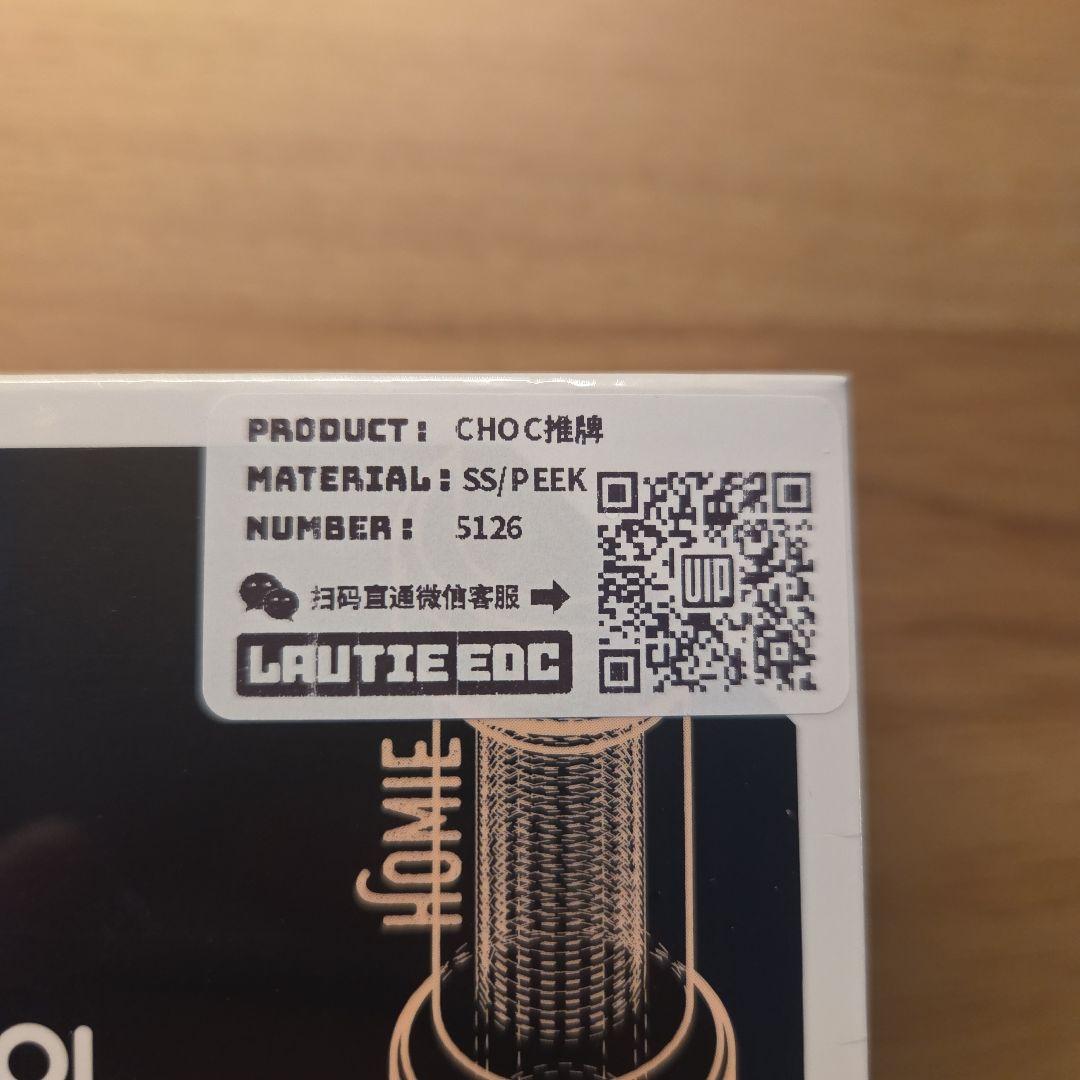 PRODUCT: CHOC推牌
MATERIAL: SS/PEEK
NUMBER: 5126
扫码直通微信客服
LAUTIE EDC
HOMIE